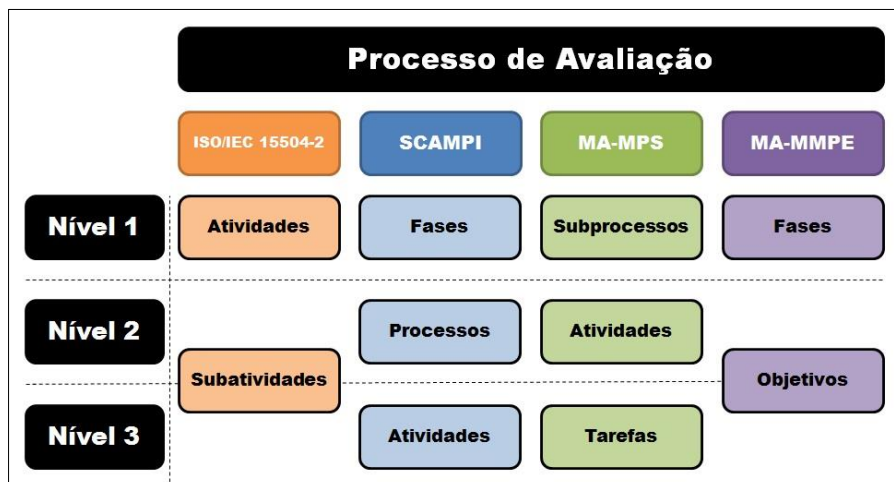 Processo de Avaliação
ISO/IEC 15504-2
SCAMPI
MA-MPS
MA-MMPE
Nível 1
Atividades
Fases
Subprocessos
Fases
Nível 2
Processos
Atividades
Subatividades
Objetivos
Nível 3
Atividades
Tarefas